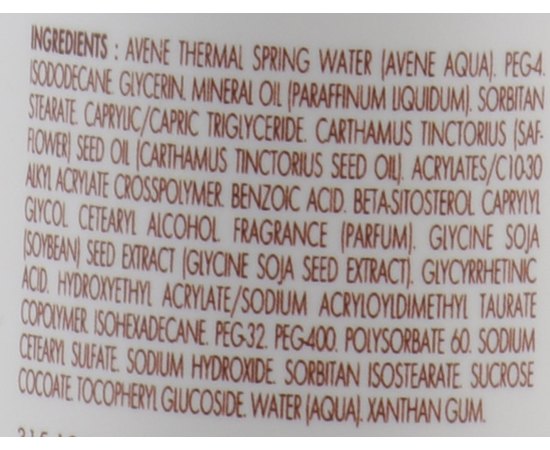 INGREDIENTS : AVENE THERMAL SPRING WATER (AVENE AQUA). PEG-4.
ISODODECANE. GLYCERIN. MINERAL OIL (PARAFFINUM LIQUIDUM). SORBITAN
STEARATE. CAPRYLIC/CAPRIC TRIGLYCERIDE. CARTHAMUS TINCTORIUS (SAF-
FLOWER) SEED OIL (CARTHAMUS TINCTORIUS SEED OIL). ACRYLATES/C10-30
ALKYL ACRYLATE CROSSPOLYMER. BENZOIC ACID. BETA-SITOSTEROL. CAPRYLYL
GLYCOL. CETEARYL ALCOHOL. FRAGRANCE (PARFUM). GLYCINE SOJA
(SOYBEAN) SEED EXTRACT (GLYCINE SOJA SEED EXTRACT). GLYCYRRHETINIC
ACID. HYDROXYETHYL ACRYLATE/SODIUM ACRYLOYLDIMETHYL TAURATE
COPOLYMER. ISOHEXADECANE. PEG-32. PEG-400. POLYSORBATE 60. SODIUM
CETEARYL SULFATE. SODIUM HYDROXIDE. SORBITAN ISOSTEARATE. SUCROSE
COCOATE. TOCOPHERYL GLUCOSIDE. WATER (AQUA). XANTHAN GUM.